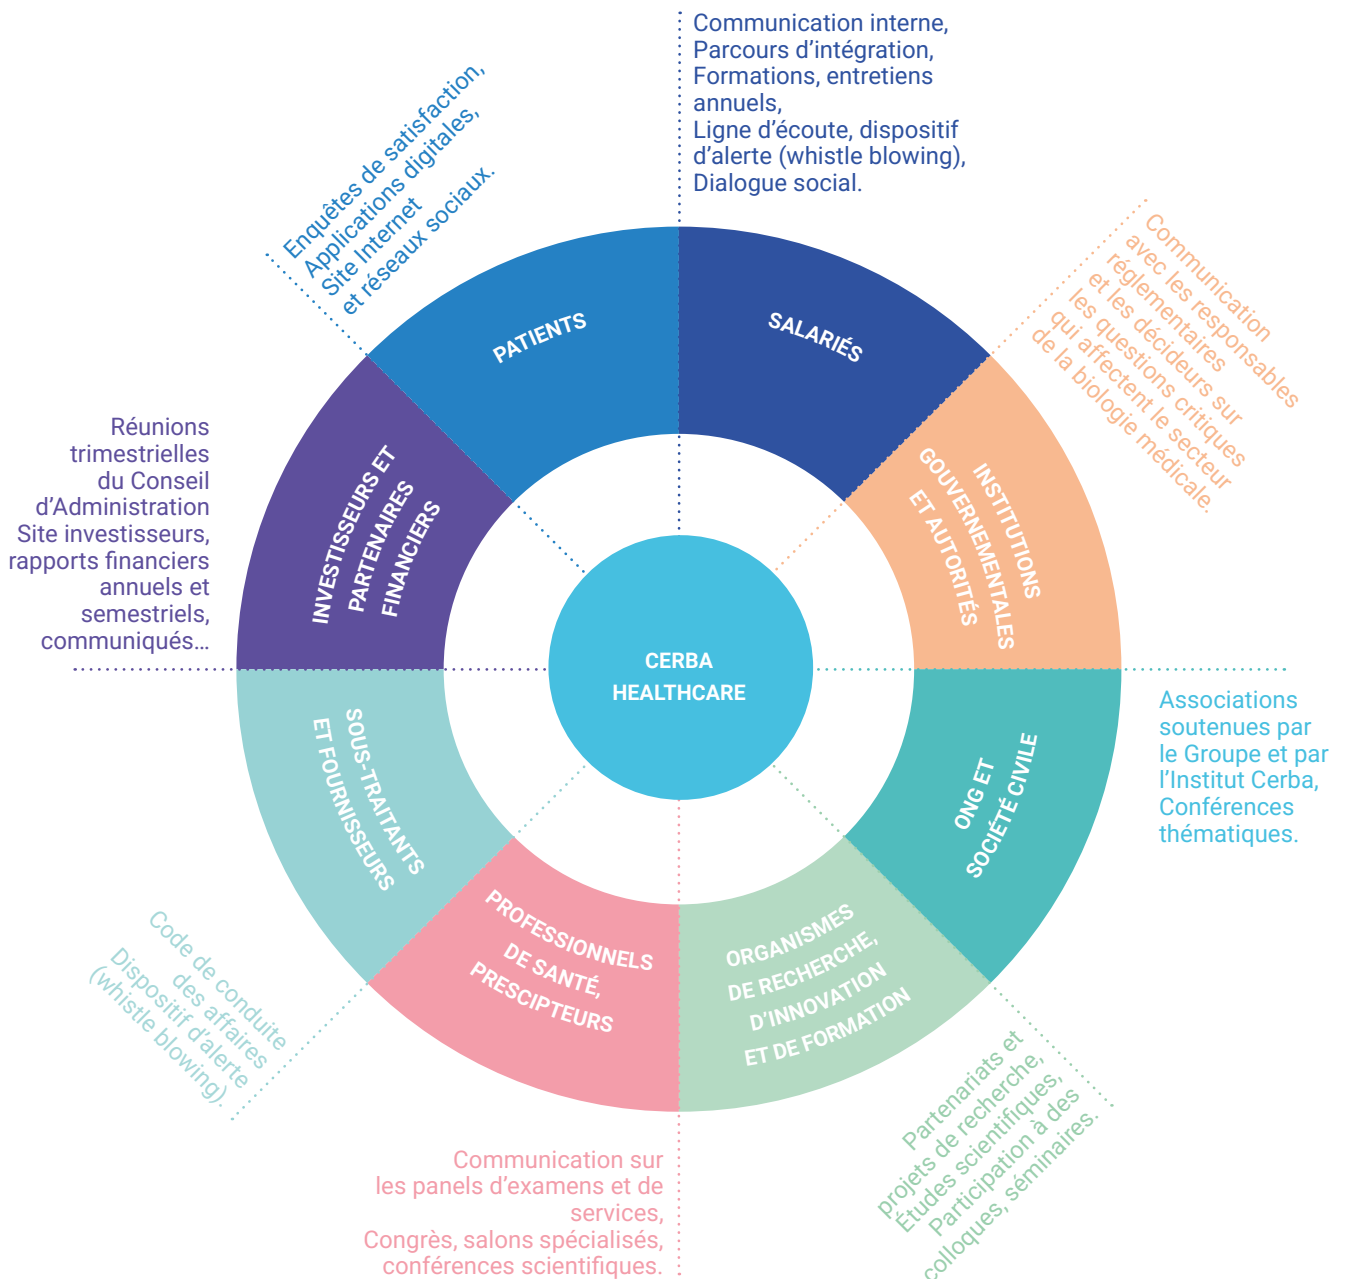 Communication interne,
Parcours d’intégration,
Formations, entretiens
annuels,
Ligne d’écoute, dispositif
d’alerte (whistle blowing),
Dialogue social.
Enquêtes de satisfaction,
Applications digitales,
Site Internet
et réseaux sociaux.
Communication
avec les responsables
réglementaires
et les décideurs sur
les questions critiques
qui affectent le secteur
de la biologie médicale.
PATIENTS
SALARIÉS
Réunions
trimestrielles
du Conseil
d’Administration
Site investisseurs,
rapports financiers
annuels et
semestriels,
communiqués...
INVESTISSEURS ET
PARTENAIRES
FINANCIERS
INSTITUTIONS
GOUVERNEMENTALES
ET AUTORITÉS
CERBA
HEALTHCARE
Associations
soutenues par
le Groupe et par
l’Institut Cerba,
Conférences
thématiques.
SOUS-TRAITANTS
ET FOURNISSEURS
ONG ET
SOCIÉTÉ CIVILE
PROFESSIONNELS
DE SANTÉ,
PRESCIPTEURS
ORGANISMES
DE RECHERCHE,
D’INNOVATION
ET DE FORMATION
Code de conduite
des affaires
Dispositif d’alerte
(whistle blowing).
Partenariats et
projets de recherche,
Études scientifiques,
Participation à des
colloques, séminaires.
Communication sur
les panels d’examens et de
services,
Congrès, salons spécialisés,
conférences scientifiques.